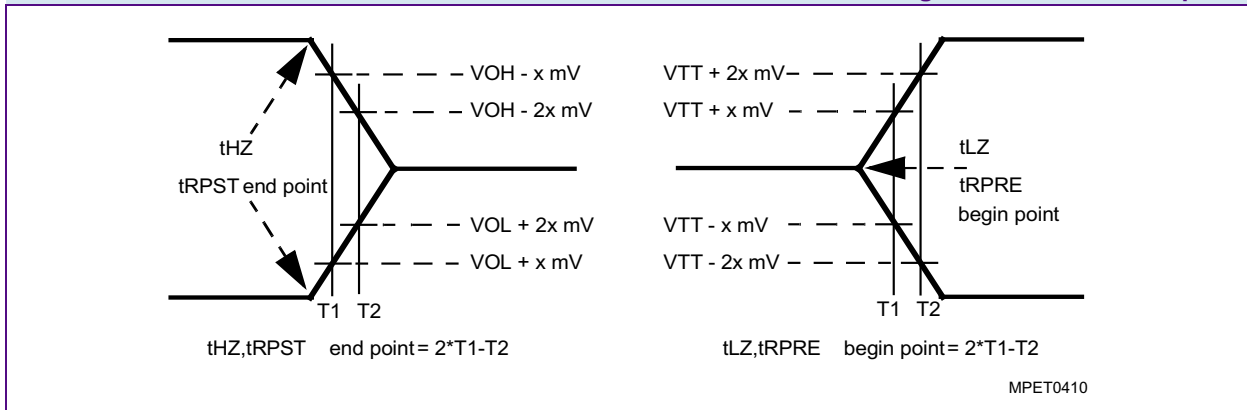 VOH - x mV
VOH - 2x mV
tHZ
tRPST end point
VOL + 2x mV
VOL + x mV
T1 T2
tHZ,tRPST end point= 2*T1-T2
VTT + 2x mV
VTT + x mV
tLZ
tRPRE
begin point
VTT - x mV
VTT - 2x mV
T1 T2
tLZ,tRPRE begin point= 2*T1-T2
MPET0410